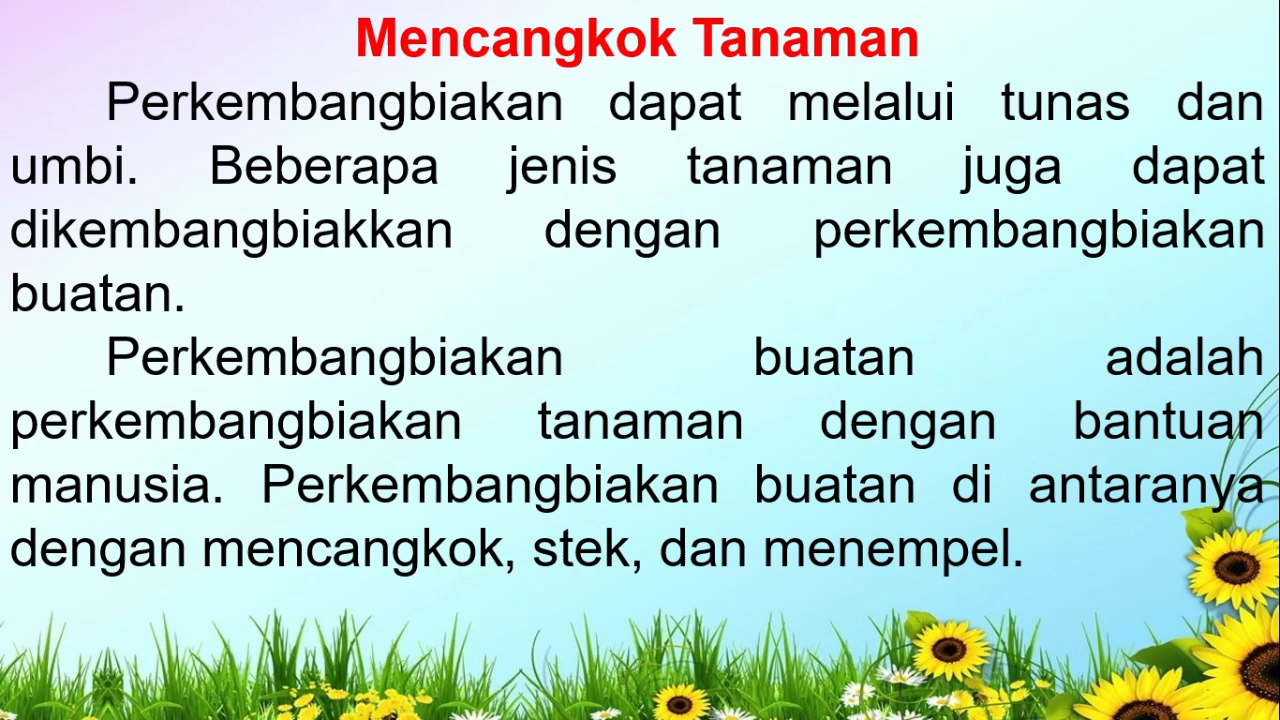 Mencangkok Tanaman
Perkembangbiakan dapat melalui tunas dan
umbi. Beberapa jenis tanaman juga dapat
dikembangbiakkan dengan perkembangbiakan
buatan.
Perkembangbiakan buatan adalah
perkembangbiakan tanaman dengan bantuan
manusia. Perkembangbiakan buatan di antaranya
dengan mencangkok, stek, dan menempel.